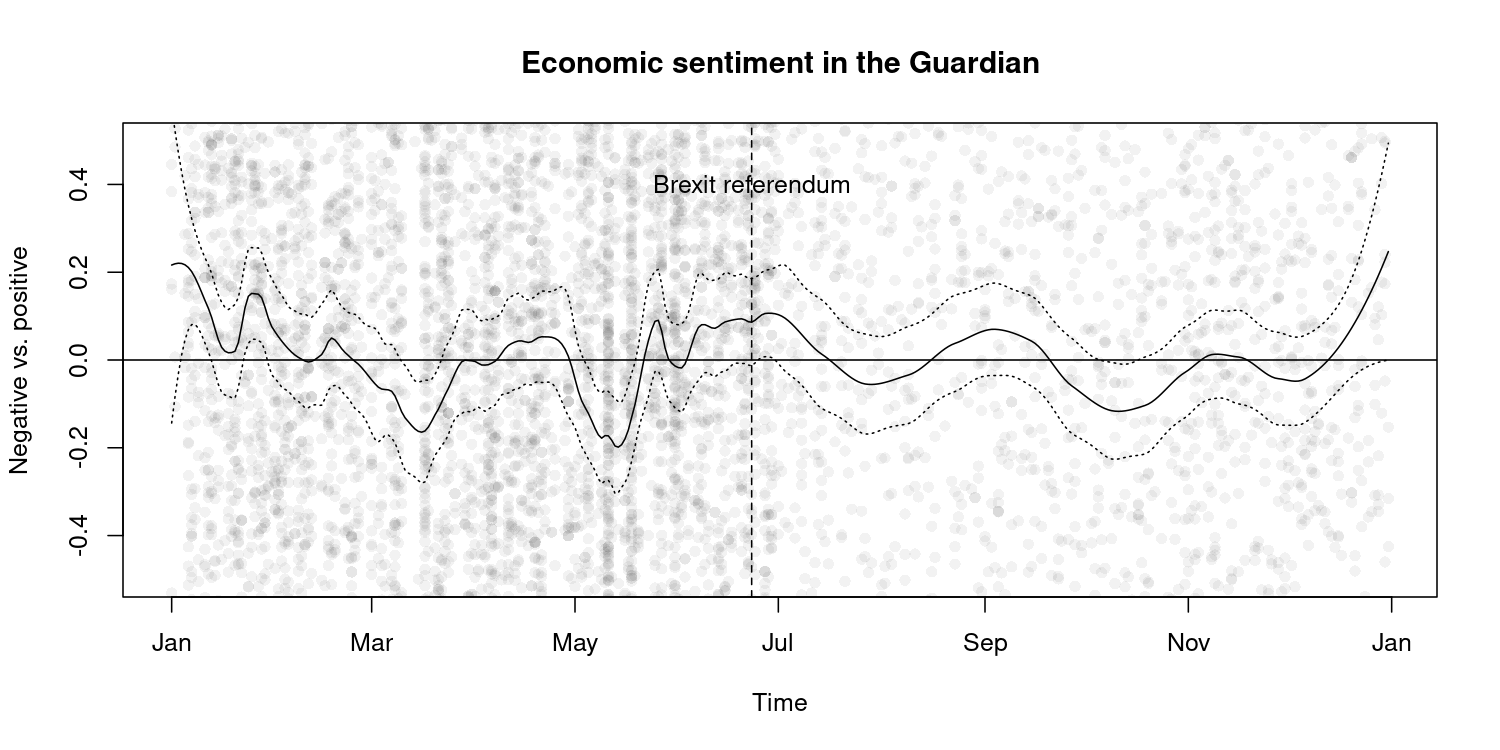 Economic sentiment in the Guardian
Negative vs. positive
0.4
0.2
0.0
-0.2
-0.4
Brexit referendum
Jan
Mar
May
Jul
Sep
Nov
Jan
Time